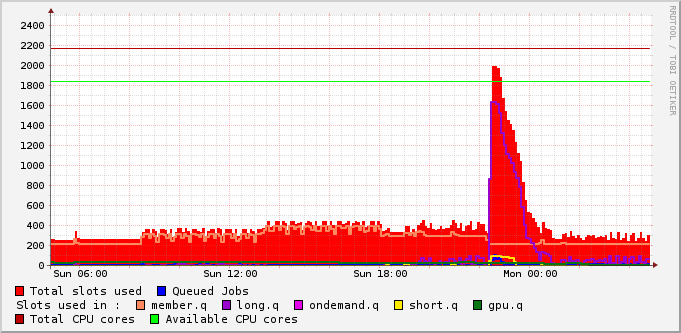 RRDTOOL / TOBI OETIKER
2400
2200
2000
1800
1600
1400
1200
1000
800
600
400
200
0
Sun 06:00 Sun 12:00 Sun 18:00 Mon 00:00
Total slots used Queued Jobs
Slots used in : member.q long.q ondemand.q short.q gpu.q
Total CPU cores Available CPU cores